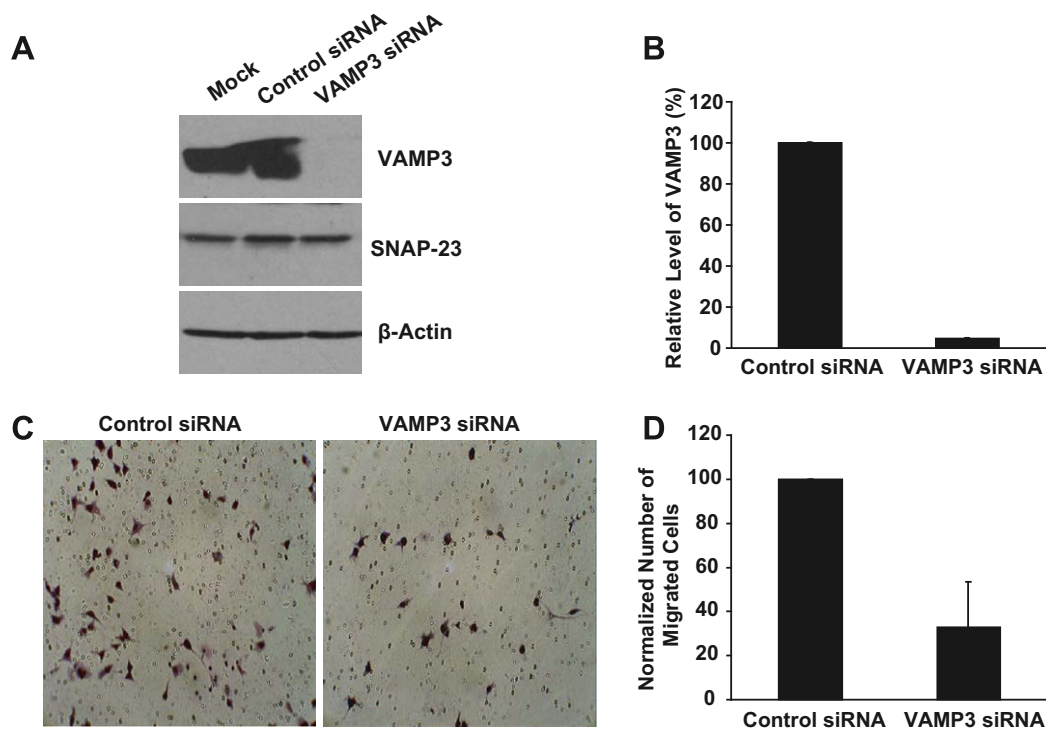 A
Mock
Control siRNA
VAMP3 siRNA
VAMP3
SNAP-23
β-Actin
B
Relative Level of VAMP3 (%)
120
100
80
60
40
20
0
Control siRNA
VAMP3 siRNA
C
Control siRNA
VAMP3 siRNA
D
Normalized Number of
Migrated Cells
120
100
80
60
40
20
0
Control siRNA
VAMP3 siRNA